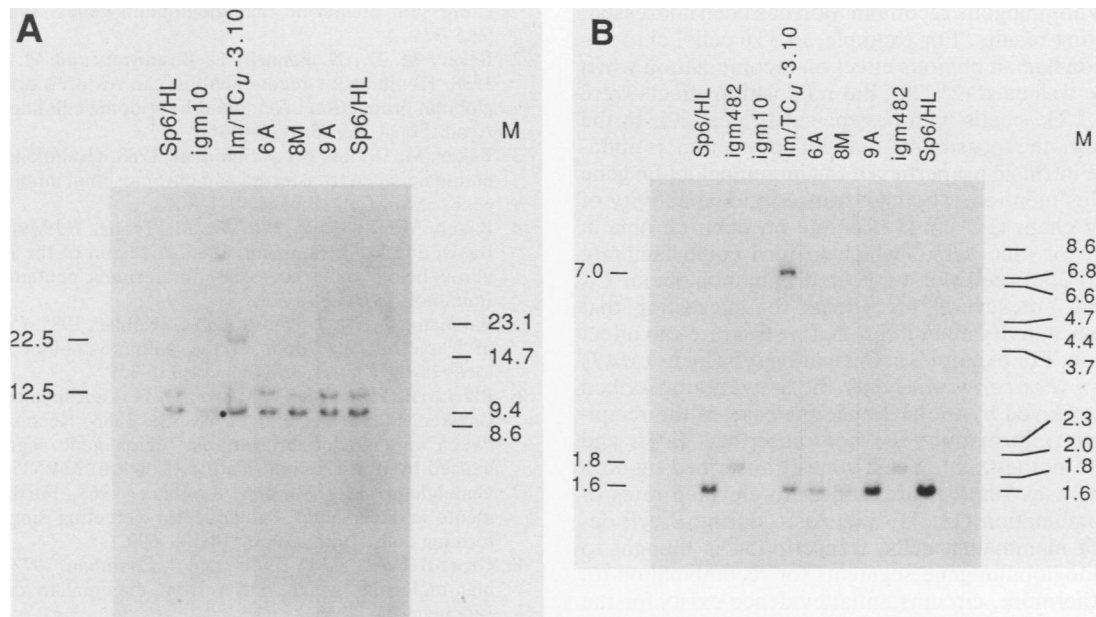 A
Sp6/HL
igm10
Im/TCμ-3.10
6A
8M
9A
Sp6/HL
M
22.5
12.5
23.1
14.7
9.4
8.6
B
Sp6/HL
igm482
igm10
Im/Cμ-3.10
6A
8M
9A
igm482
Sp6/HL
M
7.0
1.8
1.6
8.6
6.8
6.6
4.7
4.4
3.7
2.3
2.0
1.8
1.6